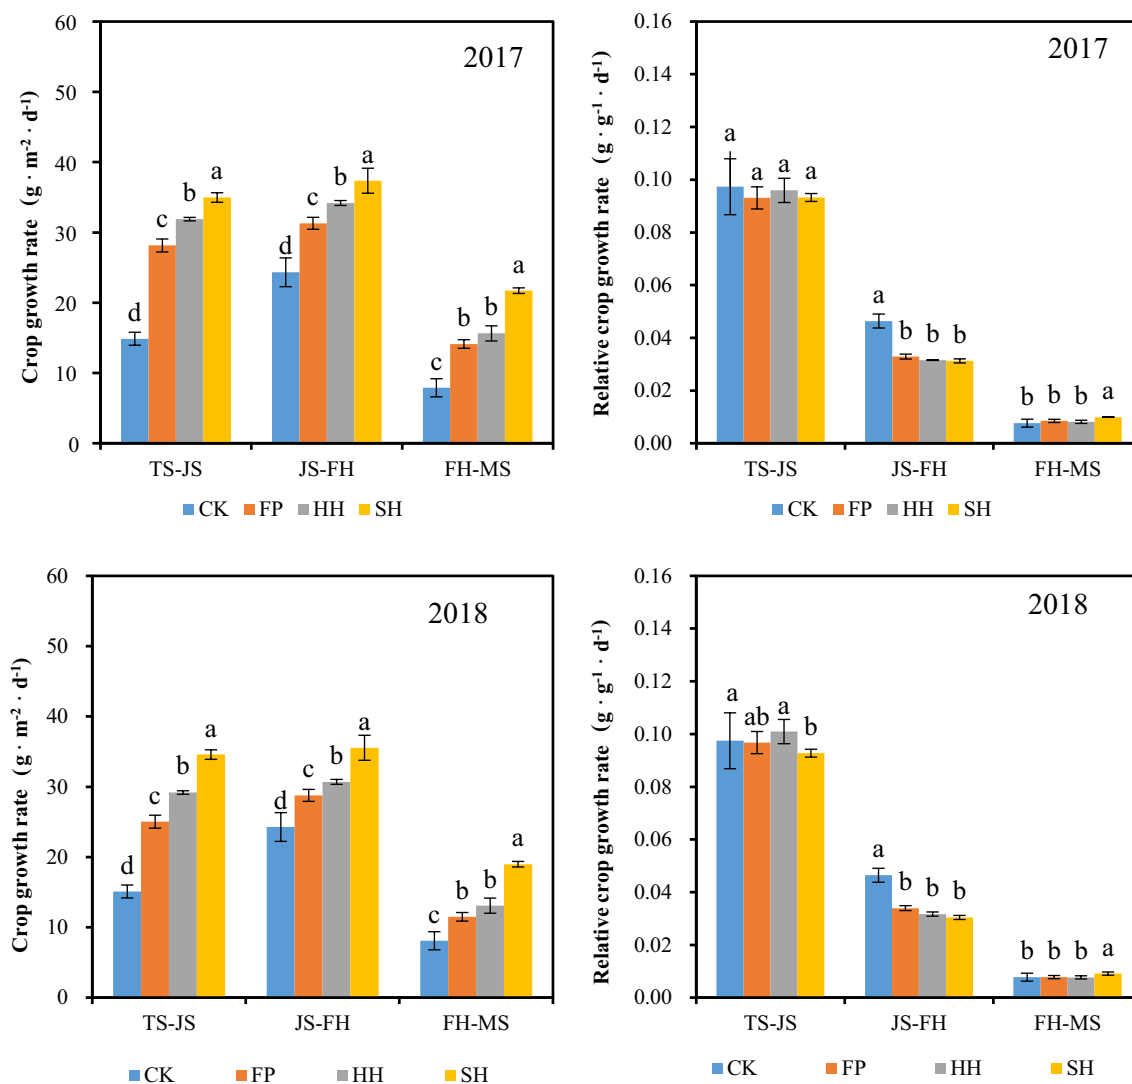 2017
Crop growth rate（g · m⁻² · d⁻¹）
60
50
40
30
20
10
0
d c b a
d c b a
c b b a
TS-JS JS-FH FH-MS
CK FP HH SH
2017
Relative crop growth rate（g · g⁻¹ · d⁻¹）
0.16
0.14
0.12
0.10
0.08
0.06
0.04
0.02
0.00
a a a a
a b b b
b b b a
TS-JS JS-FH FH-MS
CK FP HH SH
2018
Crop growth rate（g · m⁻² · d⁻¹）
60
50
40
30
20
10
0
d c b a
d c b a
c b b a
TS-JS JS-FH FH-MS
CK FP HH SH
2018
Relative crop growth rate（g · g⁻¹ · d⁻¹）
0.16
0.14
0.12
0.10
0.08
0.06
0.04
0.02
0.00
a ab a b
a b b b
b b b a
TS-JS JS-FH FH-MS
CK FP HH SH